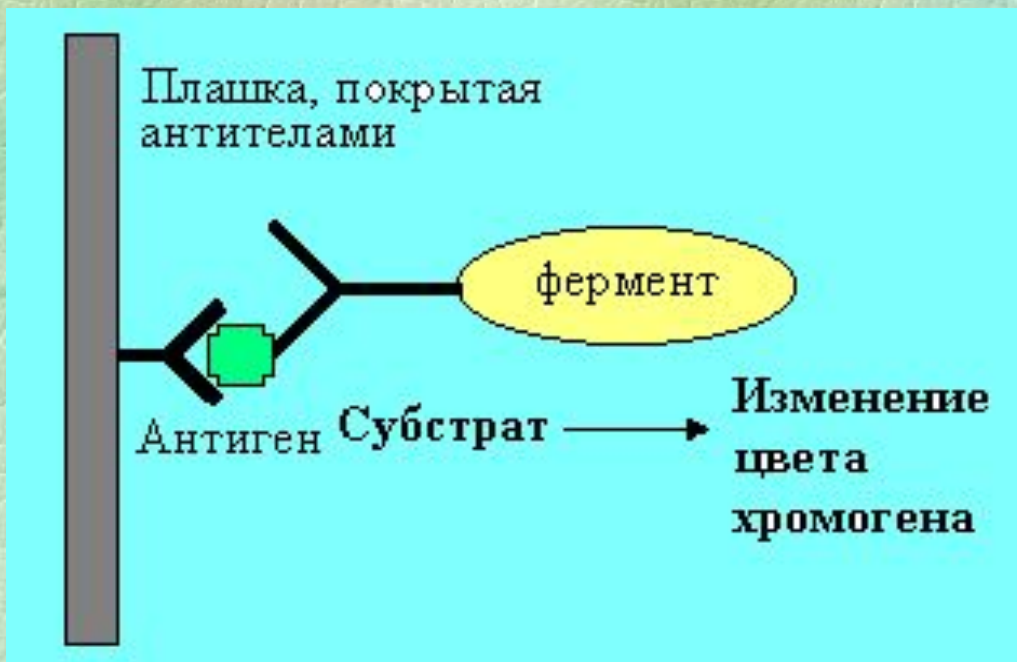 Плашка, покрытая
антителами
фермент
Антиген
Субстрат
Изменение
цвета
хромогена